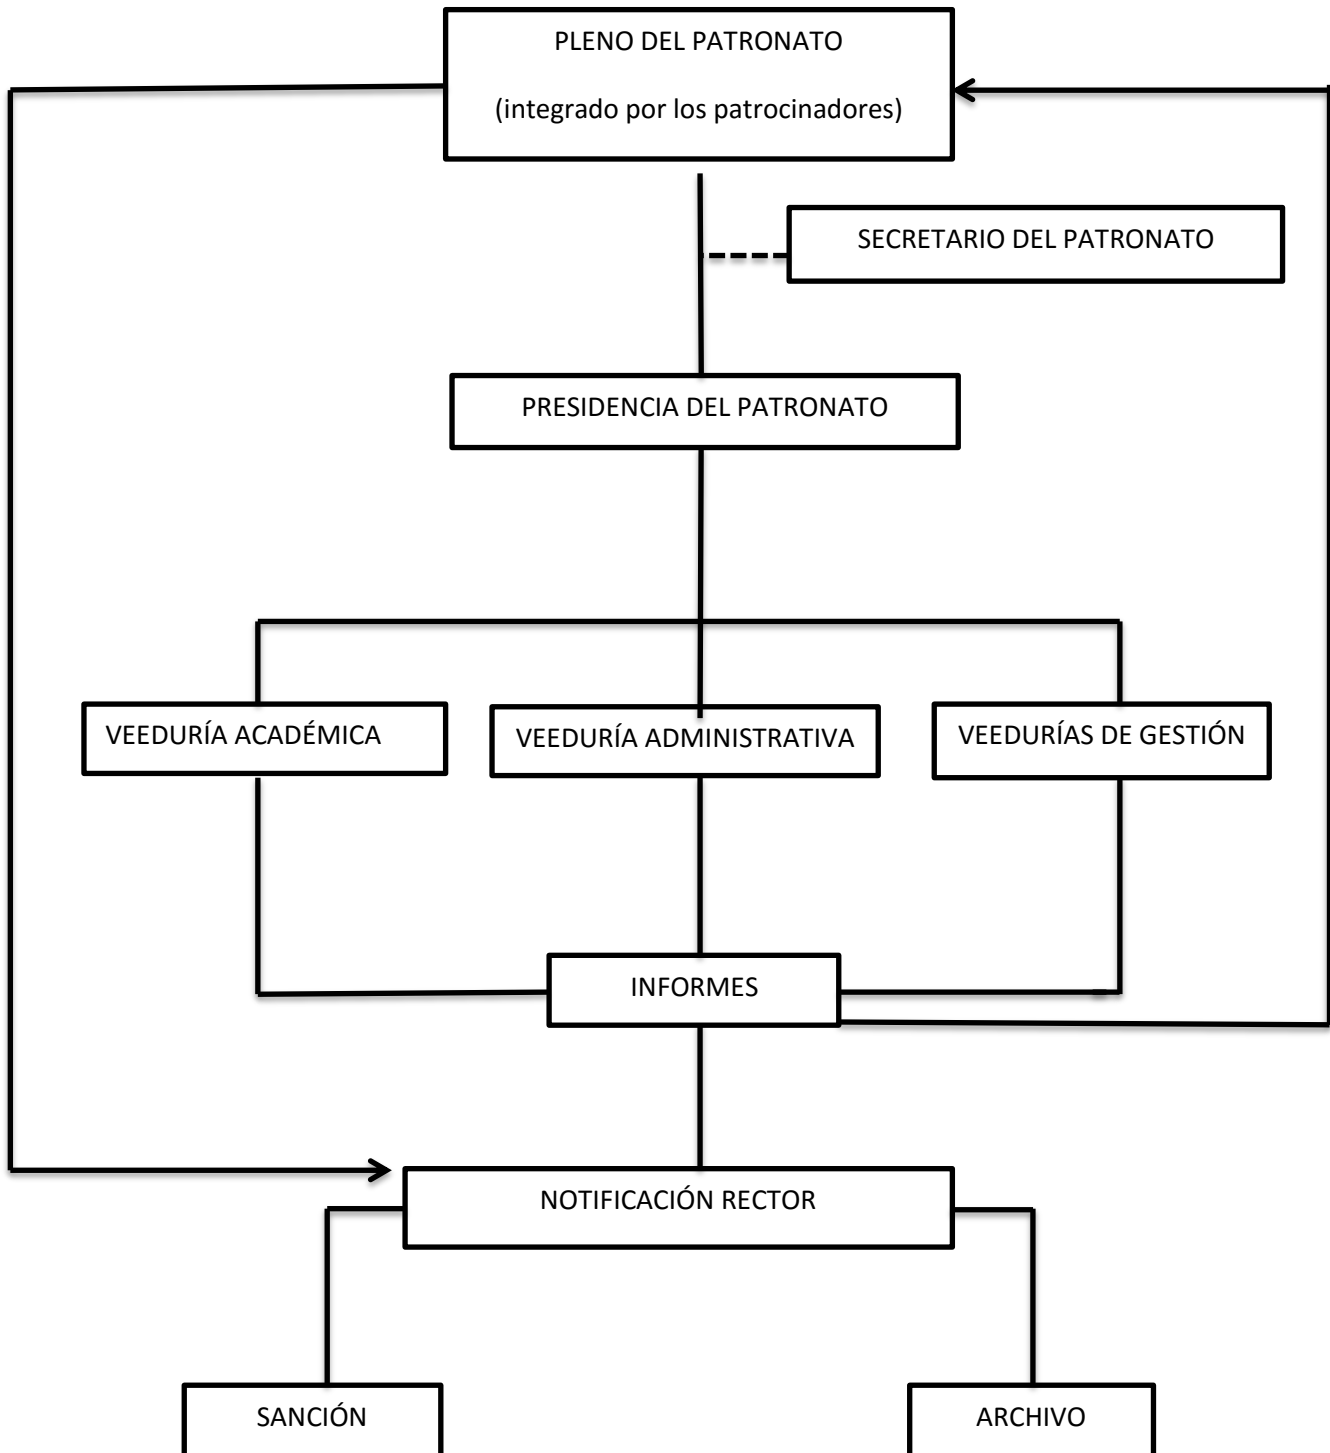 PLENO DEL PATRONATO
(integrado por los patrocinadores)
SECRETARIO DEL PATRONATO
PRESIDENCIA DEL PATRONATO
VEEDURÍA ACADÉMICA
VEEDURÍA ADMINISTRATIVA
VEEDURÍAS DE GESTIÓN
INFORMES
NOTIFICACIÓN RECTOR
SANCIÓN
ARCHIVO